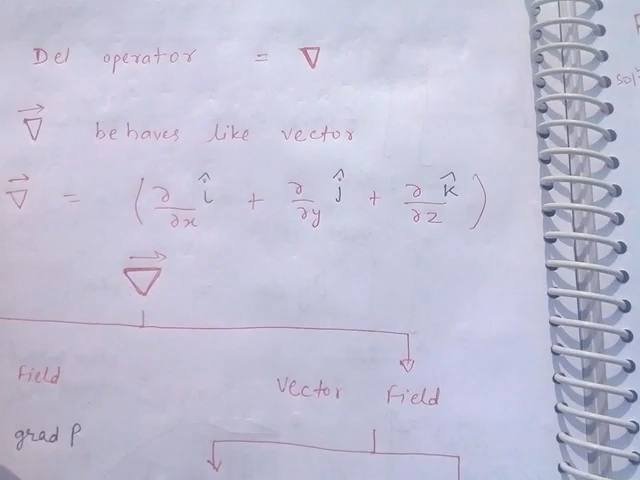 Del operator = ∇
∇⃗ behaves like vector
∇⃗ = (∂/∂x î + ∂/∂y ĵ + ∂/∂z k̂)
∇⃗
Field Vector Field
grad P